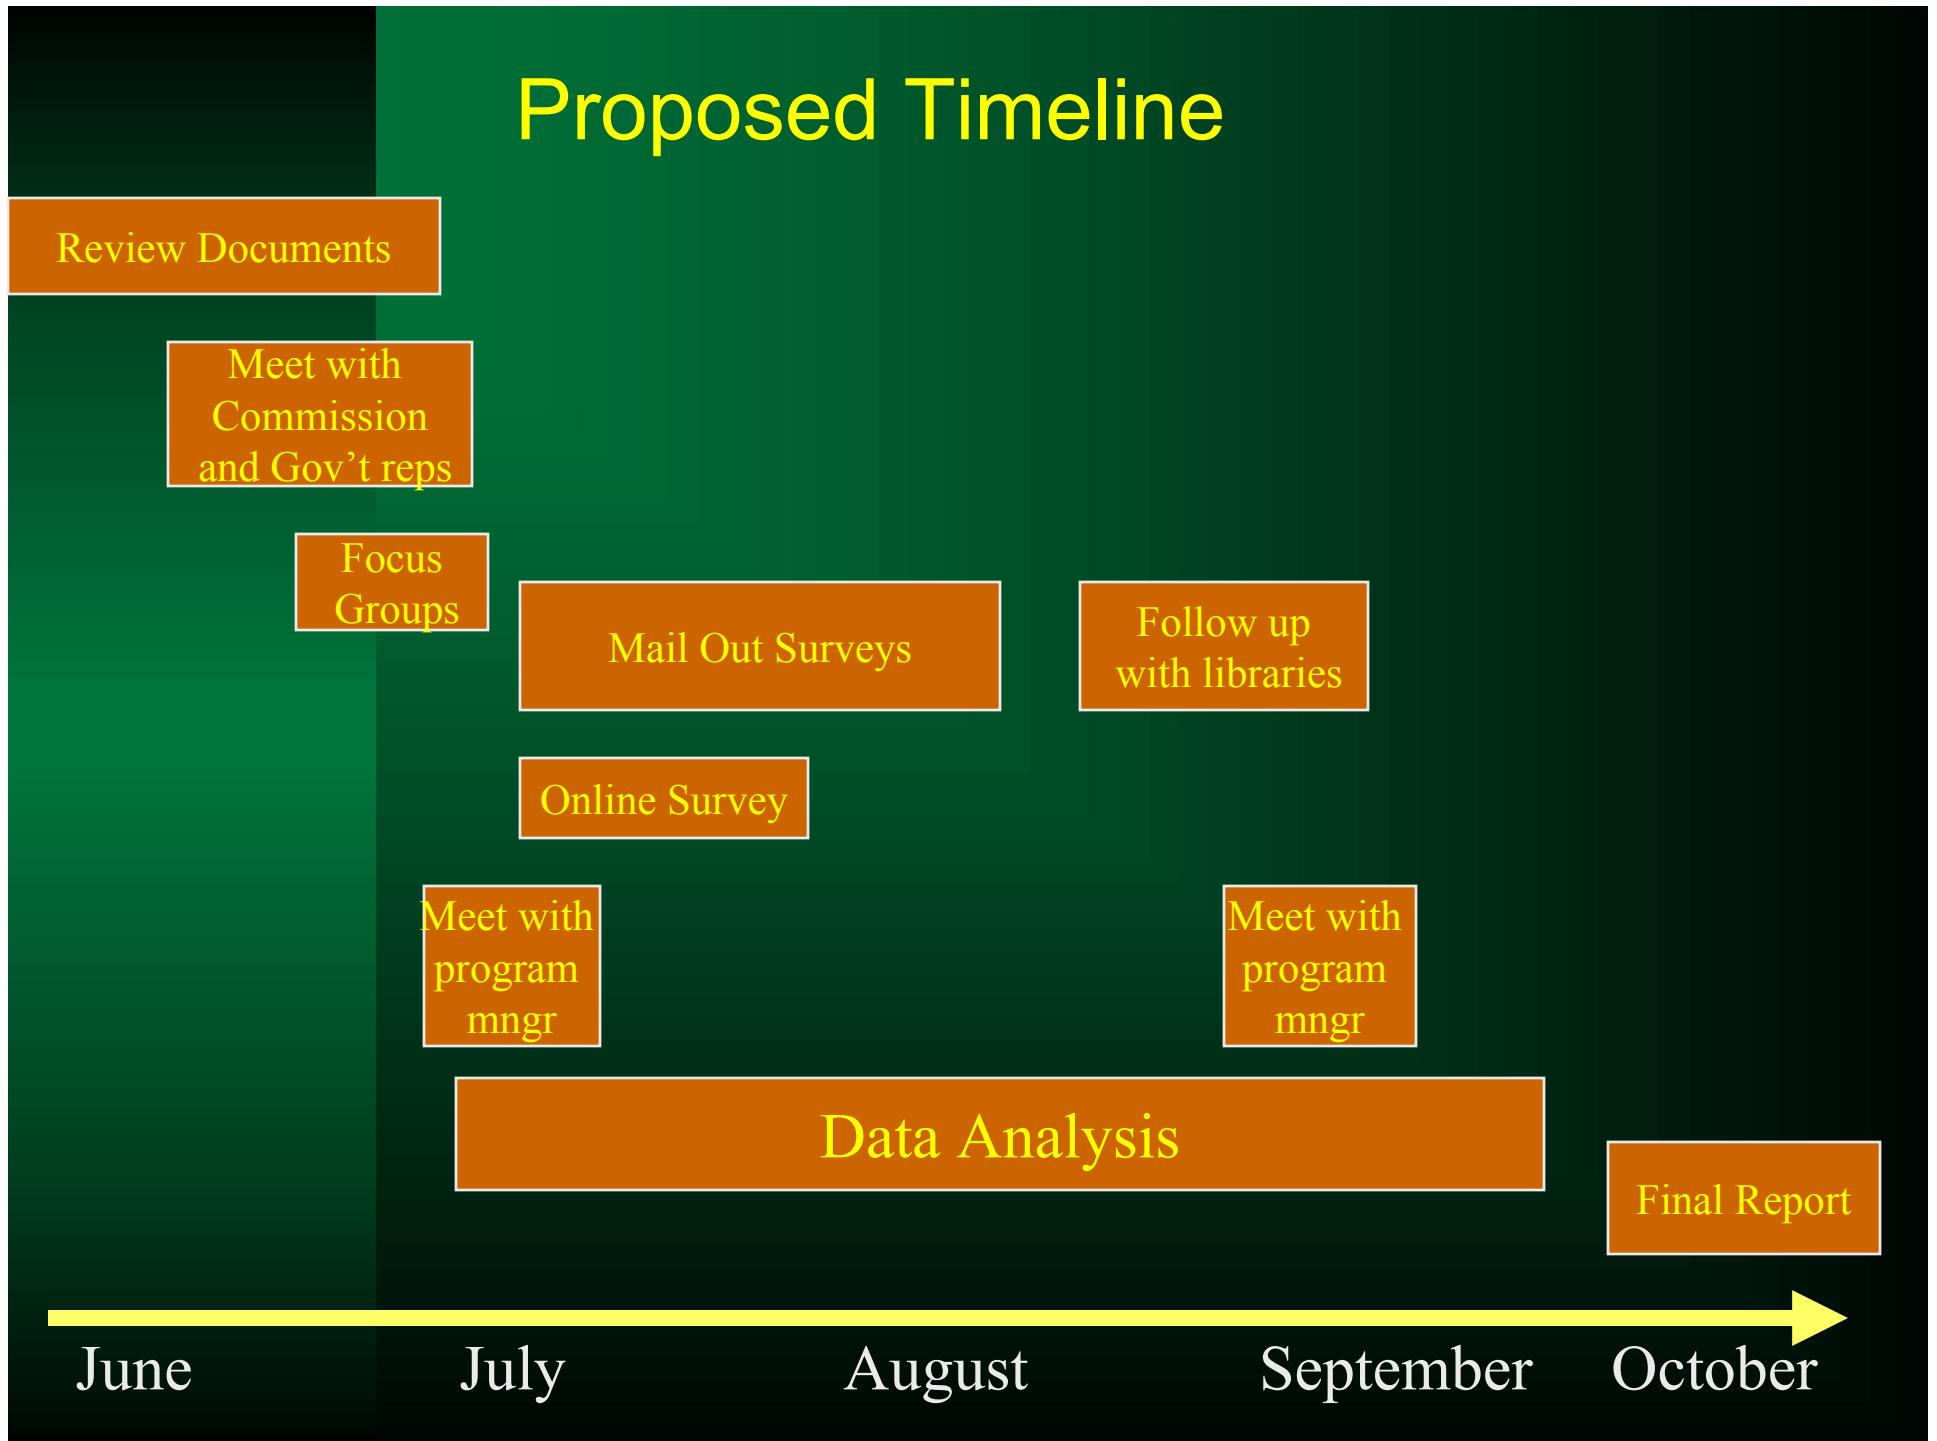 Proposed Timeline
Review Documents
Meet with
Commission
and Gov’t reps
Focus
Groups
Mail Out Surveys
Follow up
with libraries
Online Survey
Meet with
program
mngr
Meet with
program
mngr
Data Analysis
Final Report
June
July
August
September
October